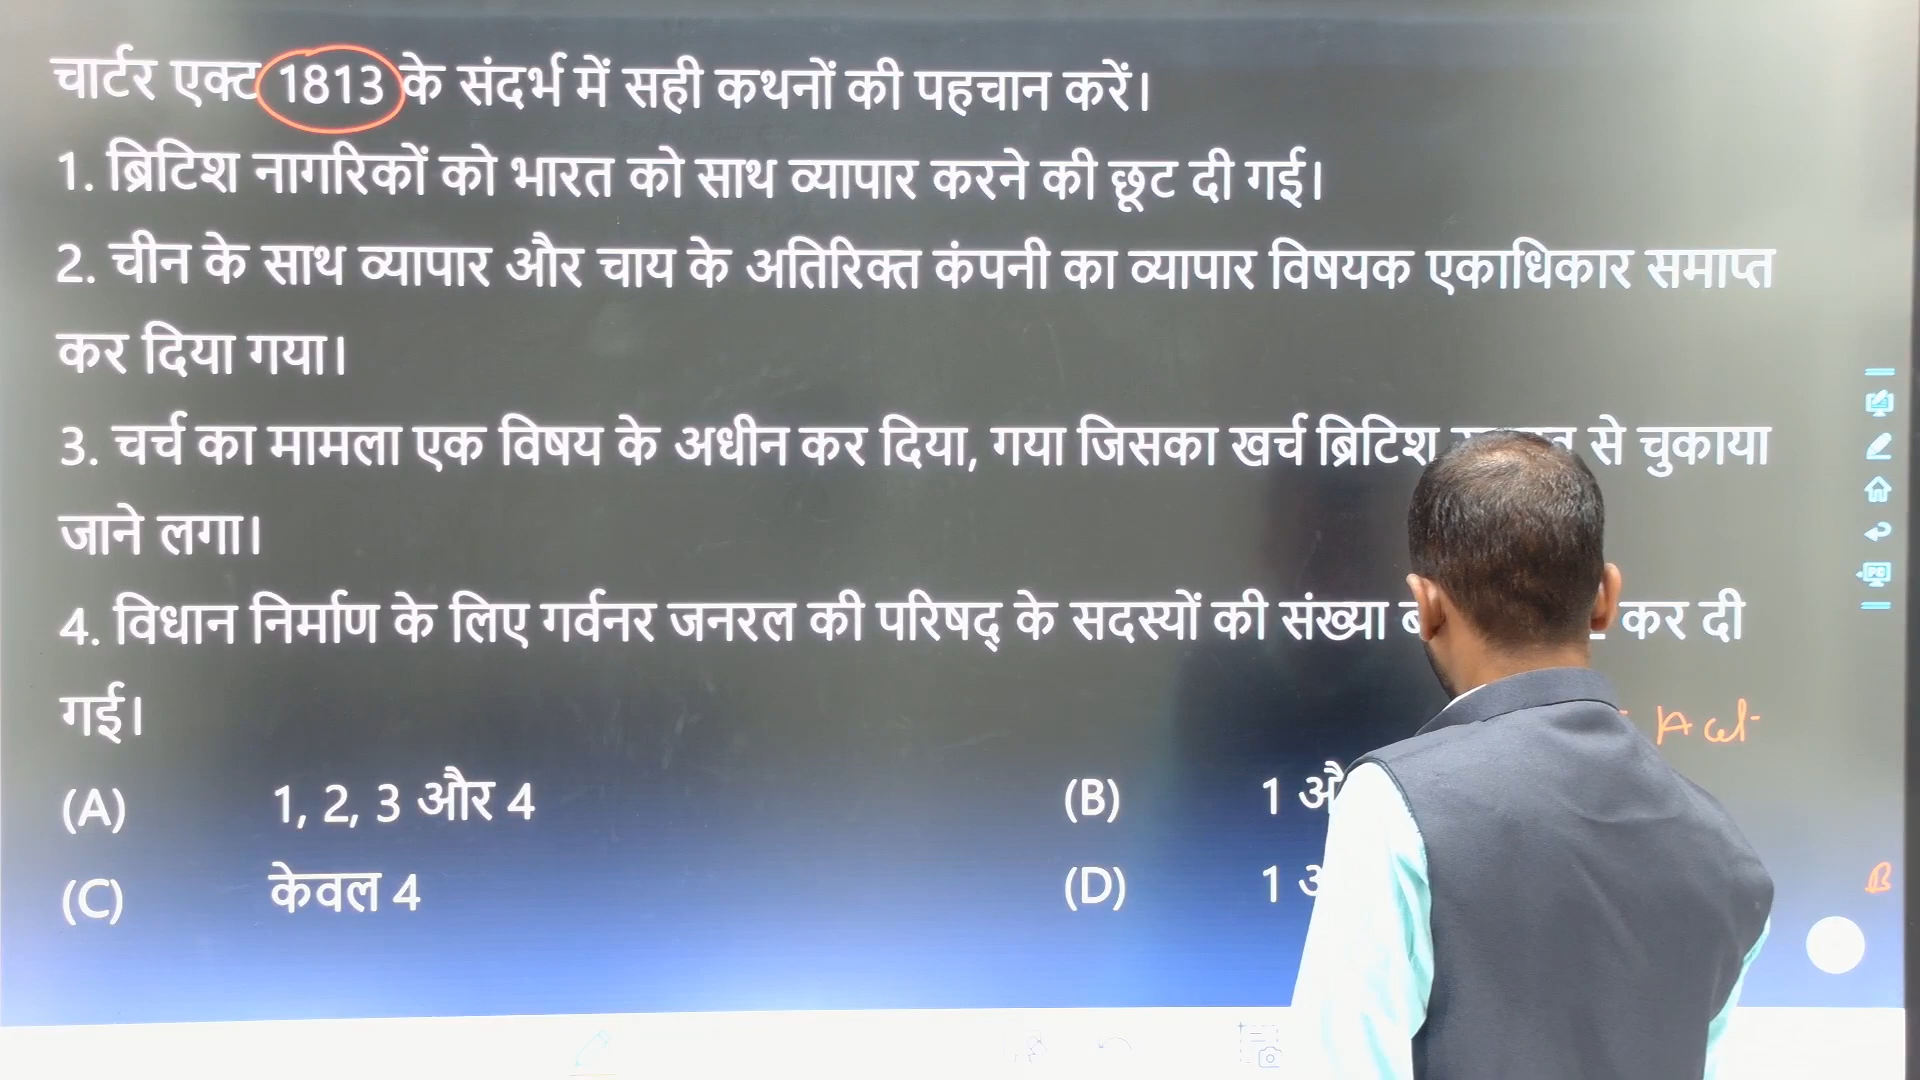 चार्टर एक्ट 1813 के संदर्भ में सही कथनों की पहचान करें।
1. ब्रिटिश नागरिकों को भारत को साथ व्यापार करने की छूट दी गई।
2. चीन के साथ व्यापार और चाय के अतिरिक्त कंपनी का व्यापार विषयक एकाधिकार समाप्त
कर दिया गया।
3. चर्च का मामला एक विषय के अधीन कर दिया, गया जिसका खर्च ब्रिटिश से चुकाया
जाने लगा।
4. विधान निर्माण के लिए गर्वनर जनरल की परिषद् के सदस्यों की संख्या कर दी
गई।
Act
(A) 1, 2, 3 और 4 (B) 1
(C) केवल 4 (D) 1
B
PC